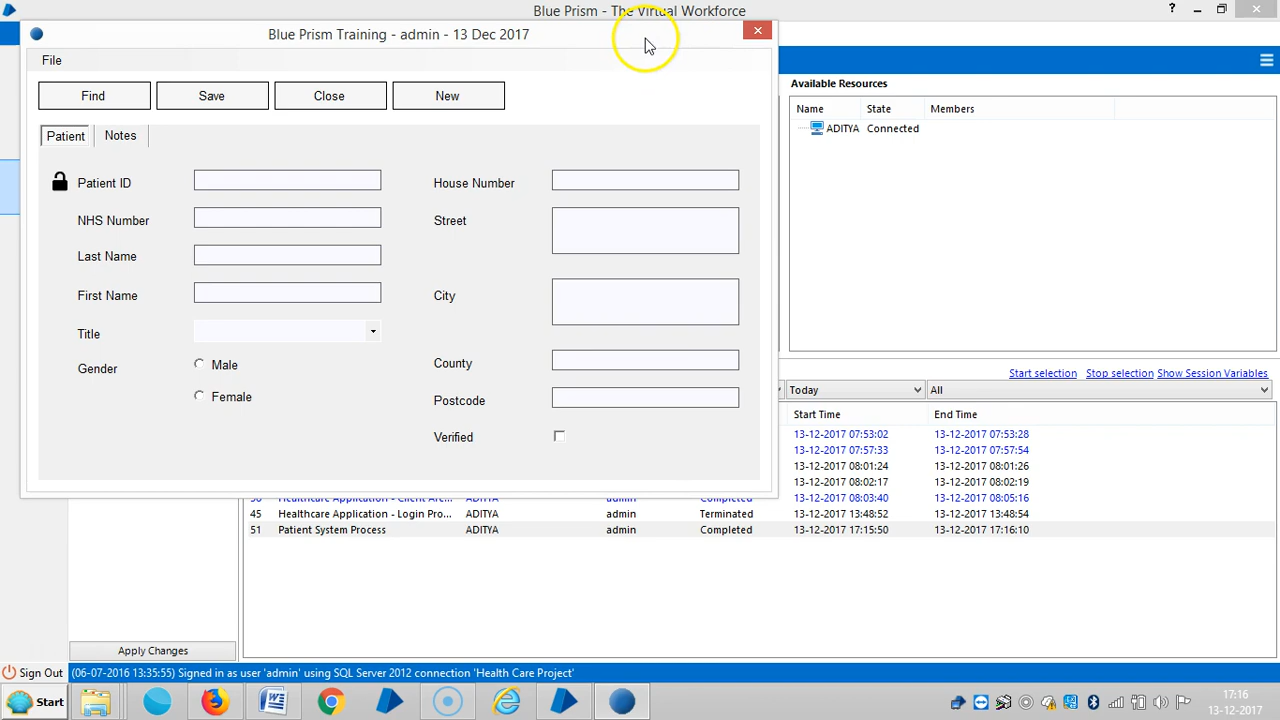 Blue Prism - The Virtual Workforce
Blue Prism Training - admin - 13 Dec 2017
File
Find Save Close New
Patient Notes
Patient ID
NHS Number
Last Name
First Name
Title
Gender
Male
Female
House Number
Street
City
County
Postcode
Verified
Available Resources
Name State Members
ADITYA Connected
Start selection Stop selection Show Session Variables
Today All
Start Time End Time
13-12-2017 07:53:02 13-12-2017 07:53:28
13-12-2017 07:57:33 13-12-2017 07:57:54
13-12-2017 08:01:24 13-12-2017 08:01:26
13-12-2017 08:02:17 13-12-2017 08:02:19
13-12-2017 08:03:40 13-12-2017 08:05:16
45 Healthcare Application - Login Pro... ADITYA admin Terminated 13-12-2017 13:48:52 13-12-2017 13:48:54
51 Patient System Process ADITYA admin Completed 13-12-2017 17:15:50 13-12-2017 17:16:10
Apply Changes
Sign Out (06-07-2016 13:35:55) Signed in as user 'admin' using SQL Server 2012 connection 'Health Care Project'
Start
17:16
13-12-2017